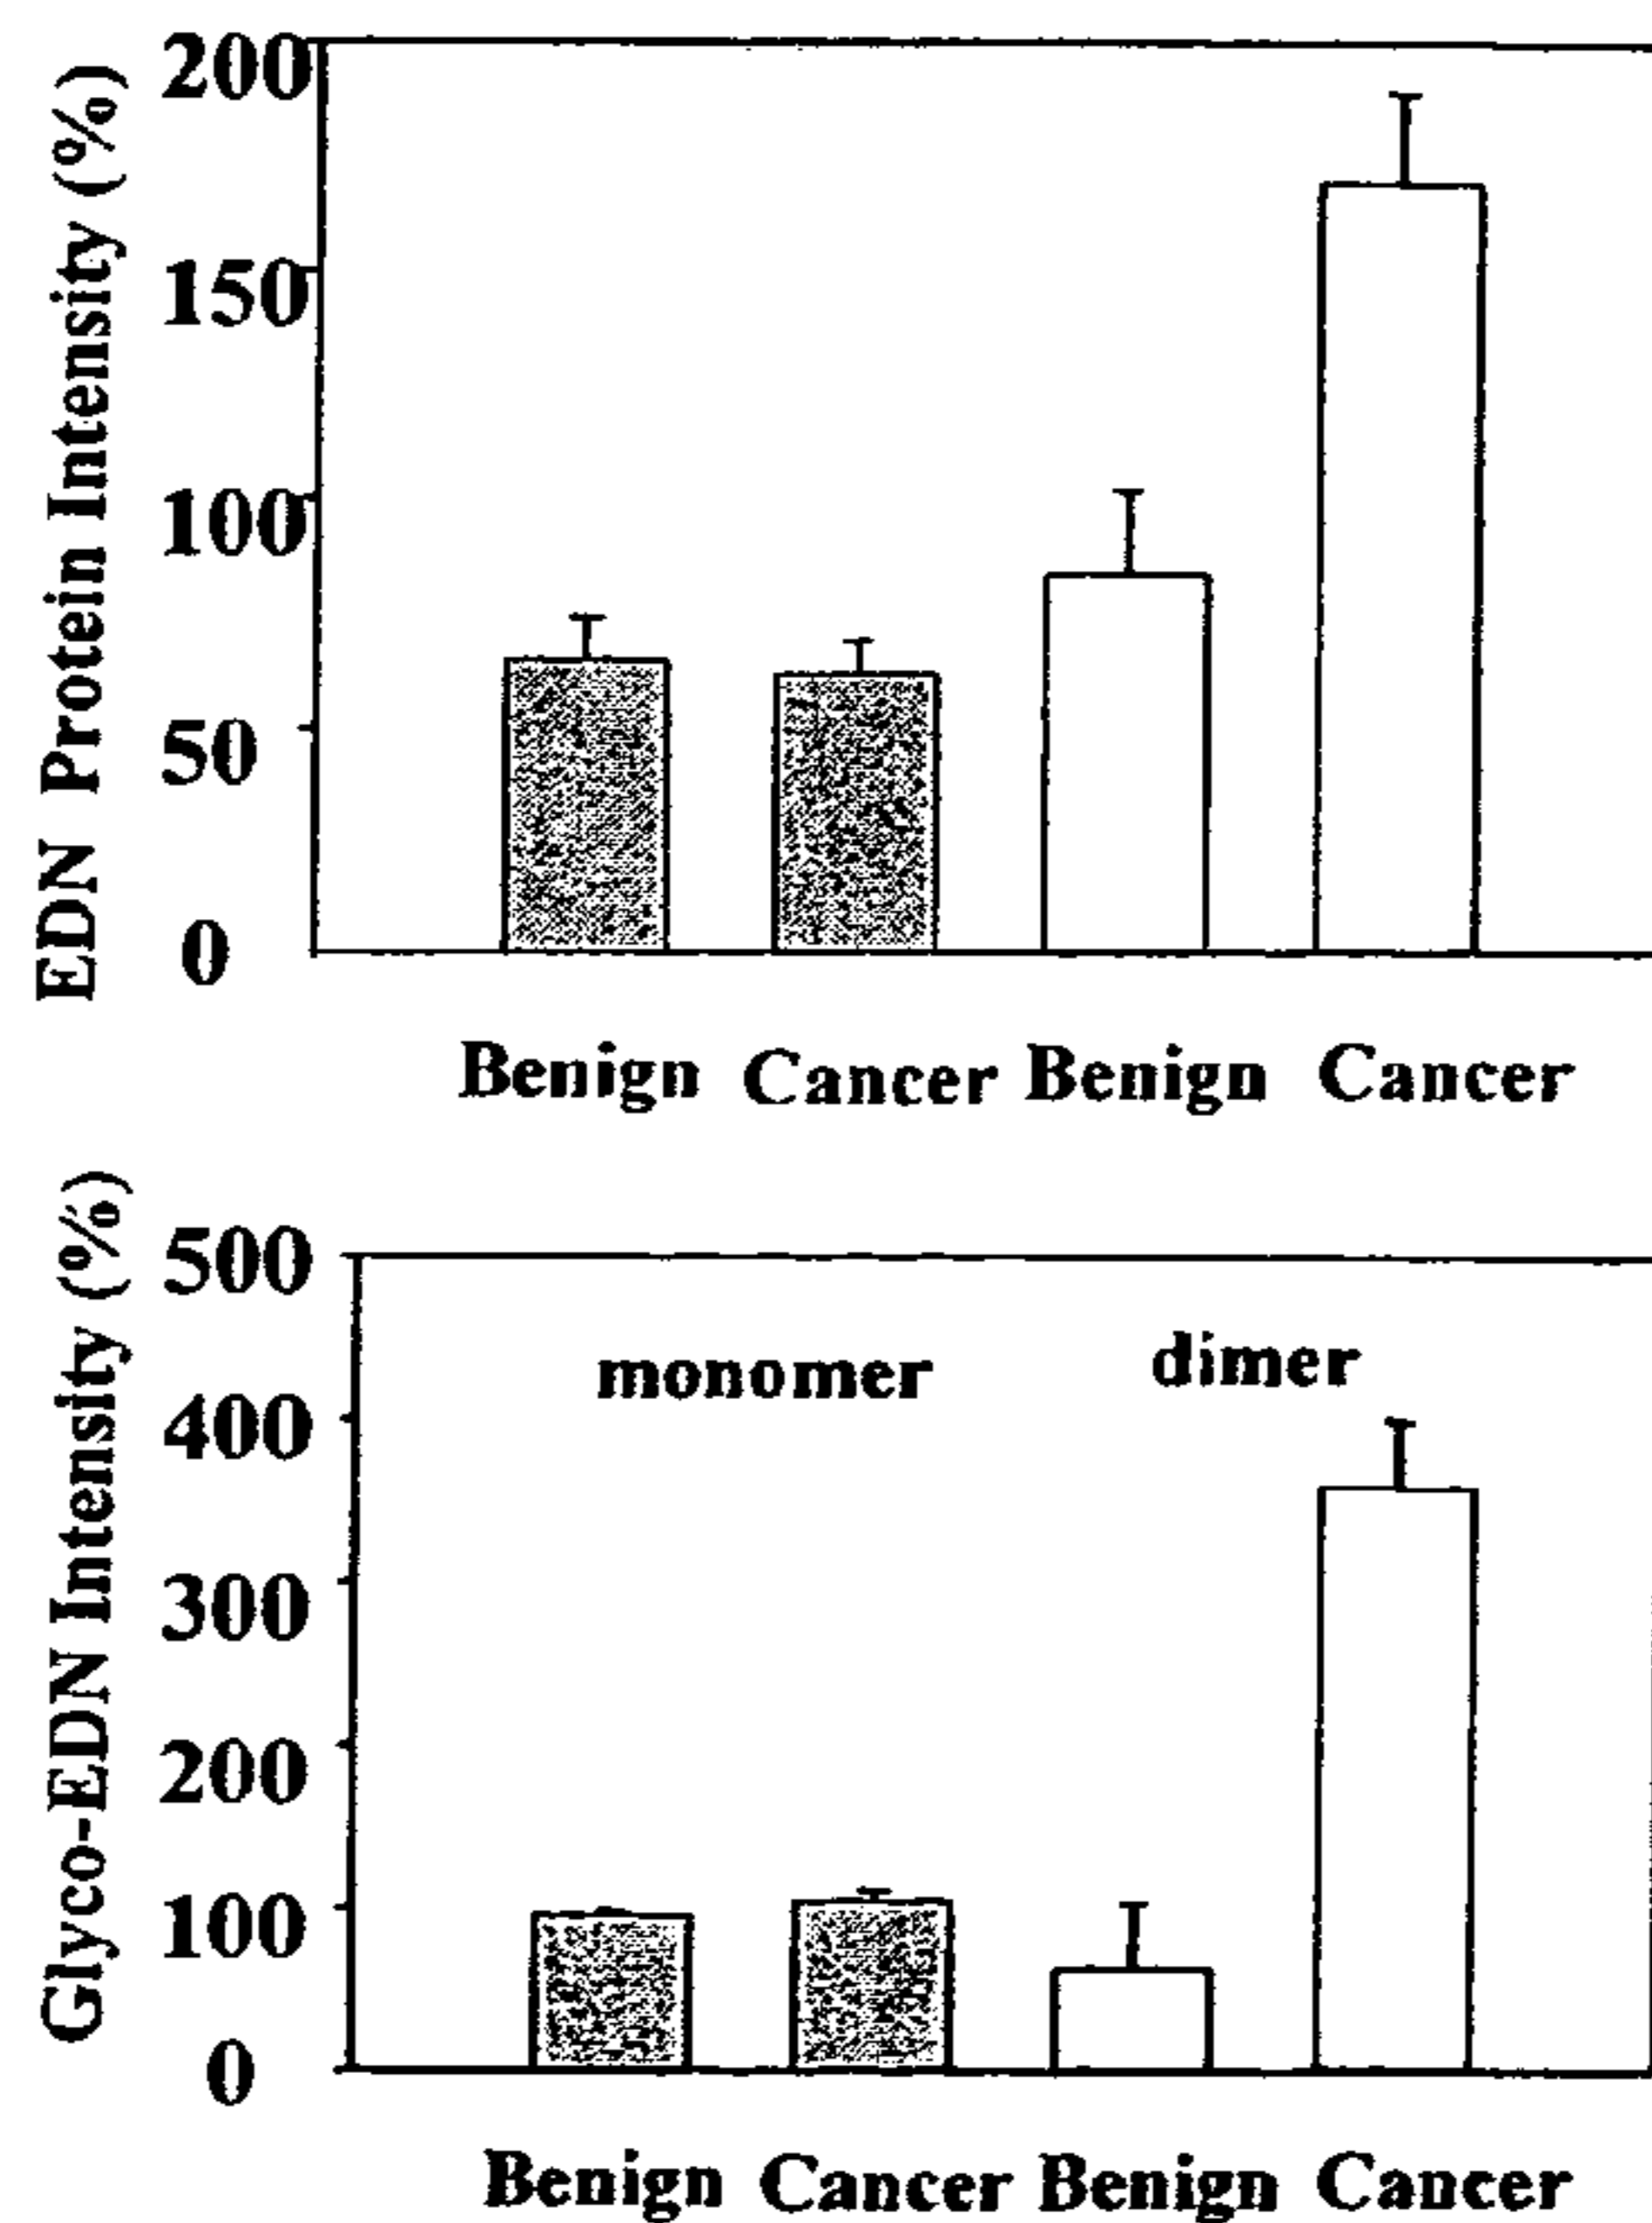 EDN Protein Intensity (%)
200
150
100
50
0
Benign Cancer Benign Cancer
Glyco-EDN Intensity (%)
500
monomer dimer
400
300
200
100
0
Benign Cancer Benign Cancer